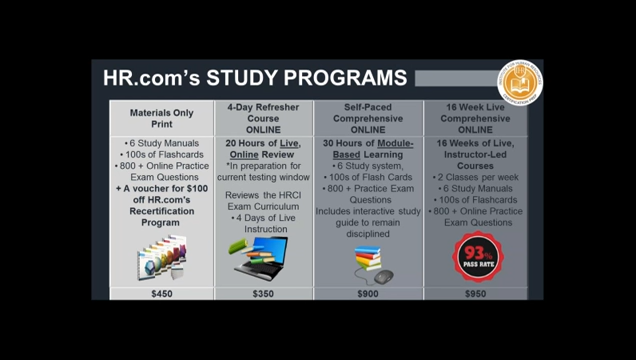 HR.com's STUDY PROGRAMS
Materials Only
Print
• 6 Study Manuals
• 100s of Flashcards
• 800 + Online Practice
Exam Questions
+ A voucher for $100
off HR.com's
Recertification
Program
$450
4-Day Refresher
Course
ONLINE
20 Hours of Live,
Online Review
*In preparation for
current testing window
Reviews the HRCI
Exam Curriculum
• 4 Days of Live
Instruction
$350
Self-Paced
Comprehensive
ONLINE
30 Hours of Module-
Based Learning
• 6 Study system,
• 100s of Flash Cards
• 800 + Practice Exam
Questions
Includes interactive study
guide to remain
disciplined
$900
16 Week Live
Comprehensive
ONLINE
16 Weeks of Live,
Instructor-Led
Courses
• 2 Classes per week
• 6 Study Manuals
• 100s of Flashcards
• 800 + Online Practice
Exam Questions
93%
PASS RATE
$950